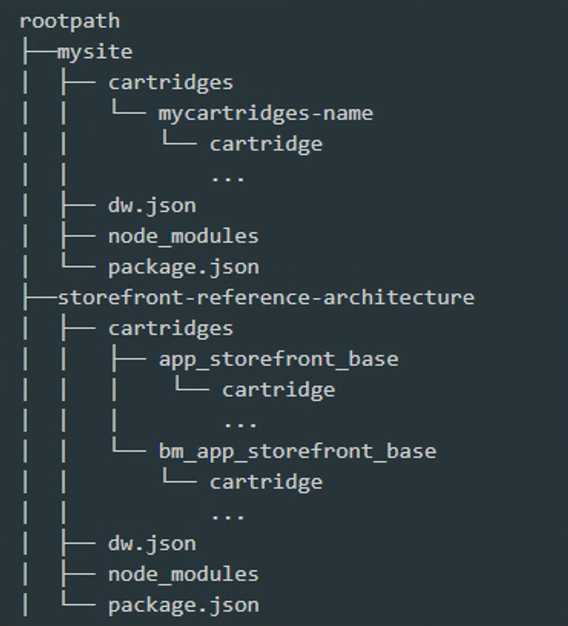 rootpath
├──mysite
│  ├── cartridges
│  │   └── mycartridges-name
│  │       └── cartridge
│  │           ...
│  ├── dw.json
│  ├── node_modules
│  └── package.json
├──storefront-reference-architecture
│  ├── cartridges
│  │   ├── app_storefront_base
│  │   │    └── cartridge
│  │   │        ...
│  │   └── bm_app_storefront_base
│  │       └── cartridge
│  │           ...
│  ├── dw.json
│  ├── node_modules
│  └── package.json